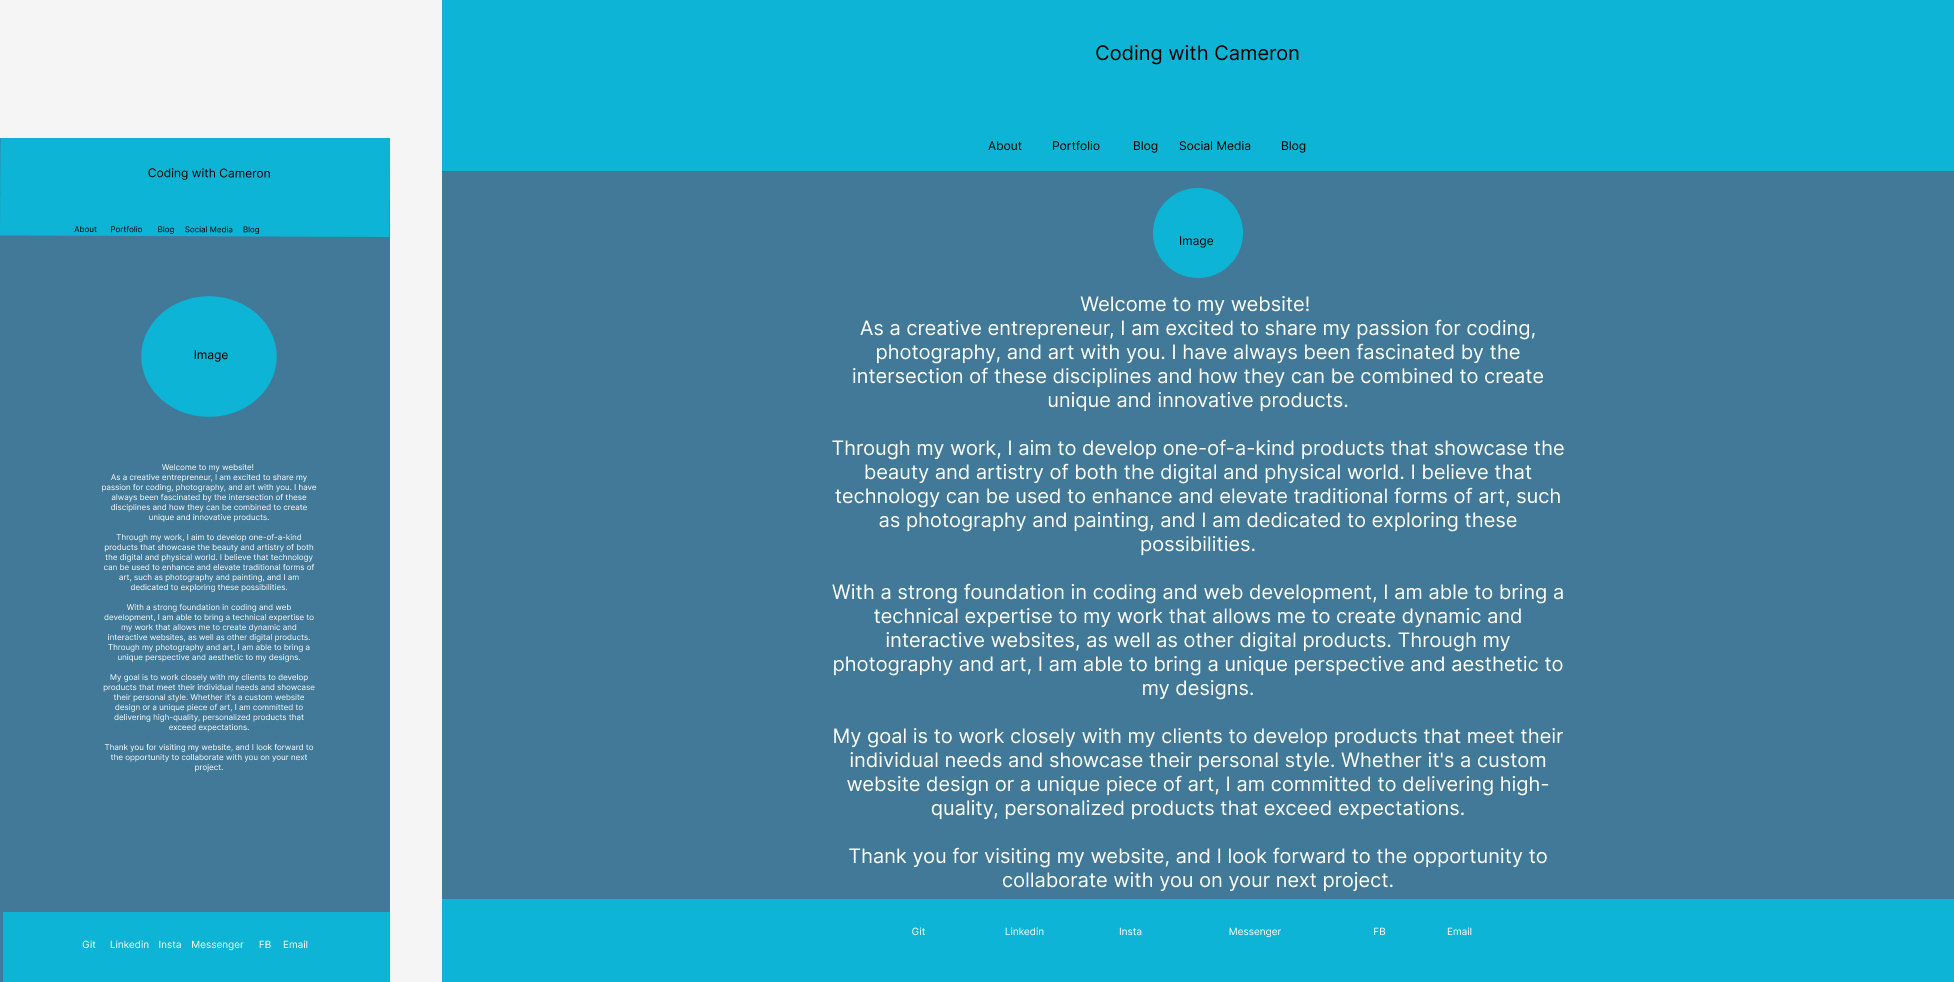 Coding with Cameron
About Portfolio Blog Social Media Blog
Image
Welcome to my website!
As a creative entrepreneur, I am excited to share my
passion for coding, photography, and art with you. I have
always been fascinated by the intersection of these
disciplines and how they can be combined to create
unique and innovative products.
Through my work, I aim to develop one-of-a-kind
products that showcase the beauty and artistry of both
the digital and physical world. I believe that technology
can be used to enhance and elevate traditional forms of
art, such as photography and painting, and I am
dedicated to exploring these possibilities.
With a strong foundation in coding and web
development, I am able to bring a technical expertise to
my work that allows me to create dynamic and
interactive websites, as well as other digital products.
Through my photography and art, I am able to bring a
unique perspective and aesthetic to my designs.
My goal is to work closely with my clients to develop
products that meet their individual needs and showcase
their personal style. Whether it's a custom website
design or a unique piece of art, I am committed to
delivering high-quality, personalized products that
exceed expectations.
Thank you for visiting my website, and I look forward to
the opportunity to collaborate with you on your next
project.
Git Linkedin Insta Messenger FB Email
Coding with Cameron
About Portfolio Blog Social Media Blog
Image
Welcome to my website!
As a creative entrepreneur, I am excited to share my passion for coding,
photography, and art with you. I have always been fascinated by the
intersection of these disciplines and how they can be combined to create
unique and innovative products.
Through my work, I aim to develop one-of-a-kind products that showcase the
beauty and artistry of both the digital and physical world. I believe that
technology can be used to enhance and elevate traditional forms of art, such
as photography and painting, and I am dedicated to exploring these
possibilities.
With a strong foundation in coding and web development, I am able to bring a
technical expertise to my work that allows me to create dynamic and
interactive websites, as well as other digital products. Through my
photography and art, I am able to bring a unique perspective and aesthetic to
my designs.
My goal is to work closely with my clients to develop products that meet their
individual needs and showcase their personal style. Whether it's a custom
website design or a unique piece of art, I am committed to delivering high-
quality, personalized products that exceed expectations.
Thank you for visiting my website, and I look forward to the opportunity to
collaborate with you on your next project.
Git Linkedin Insta Messenger FB Email